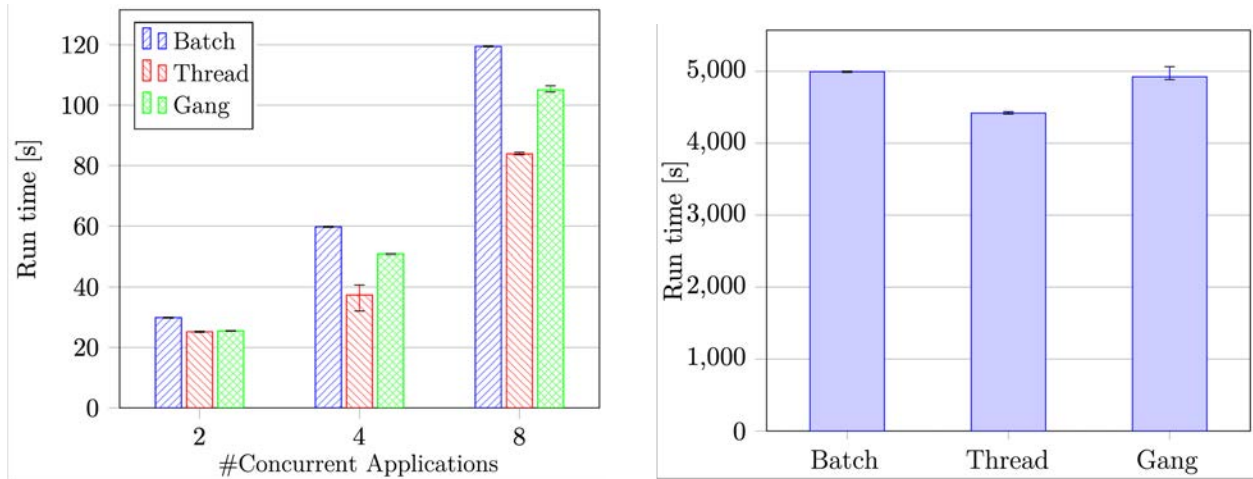 Batch
Thread
Gang
120
100
80
60
40
20
0
Run time [s]
2
4
8
#Concurrent Applications
5,000
4,000
3,000
2,000
1,000
0
Run time [s]
Batch
Thread
Gang